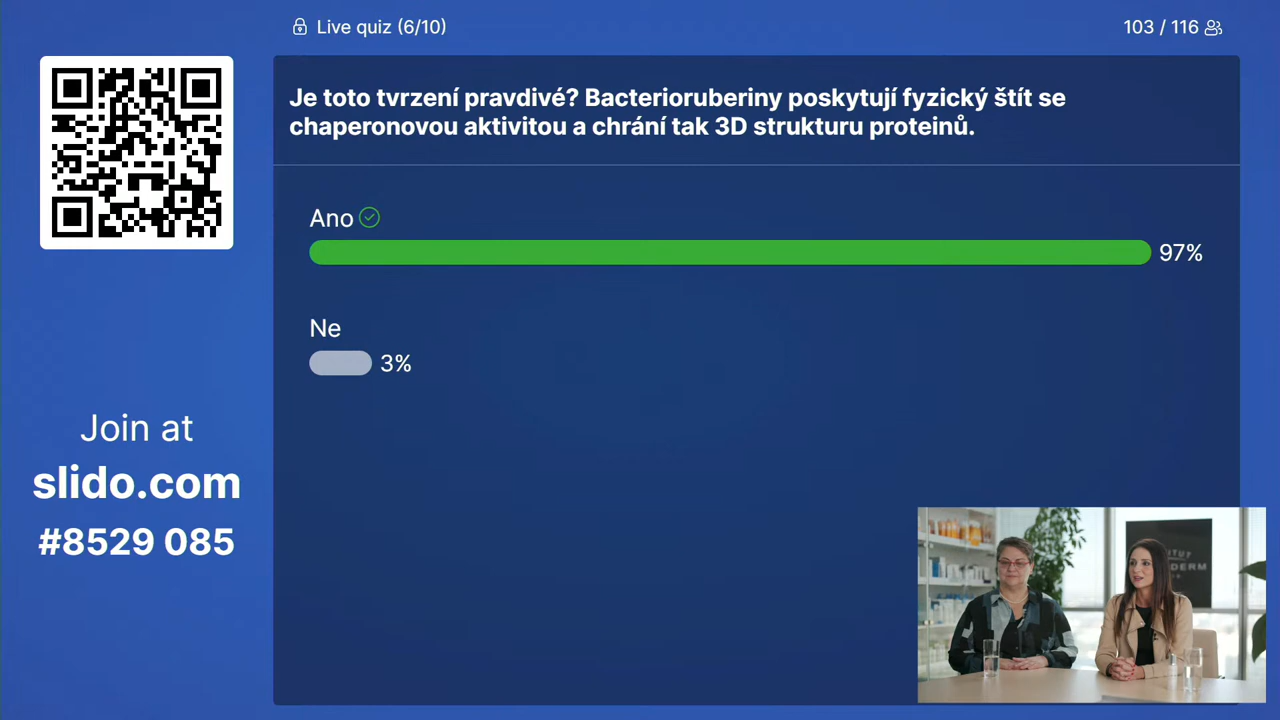 Live quiz (6/10)
103 / 116
Je toto tvrzení pravdivé? Bacterioruberiny poskytují fyzický štít se
chaperonovou aktivitou a chrání tak 3D strukturu proteinů.
Ano
97%
Ne
3%
Join at
slido.com
#8529 085